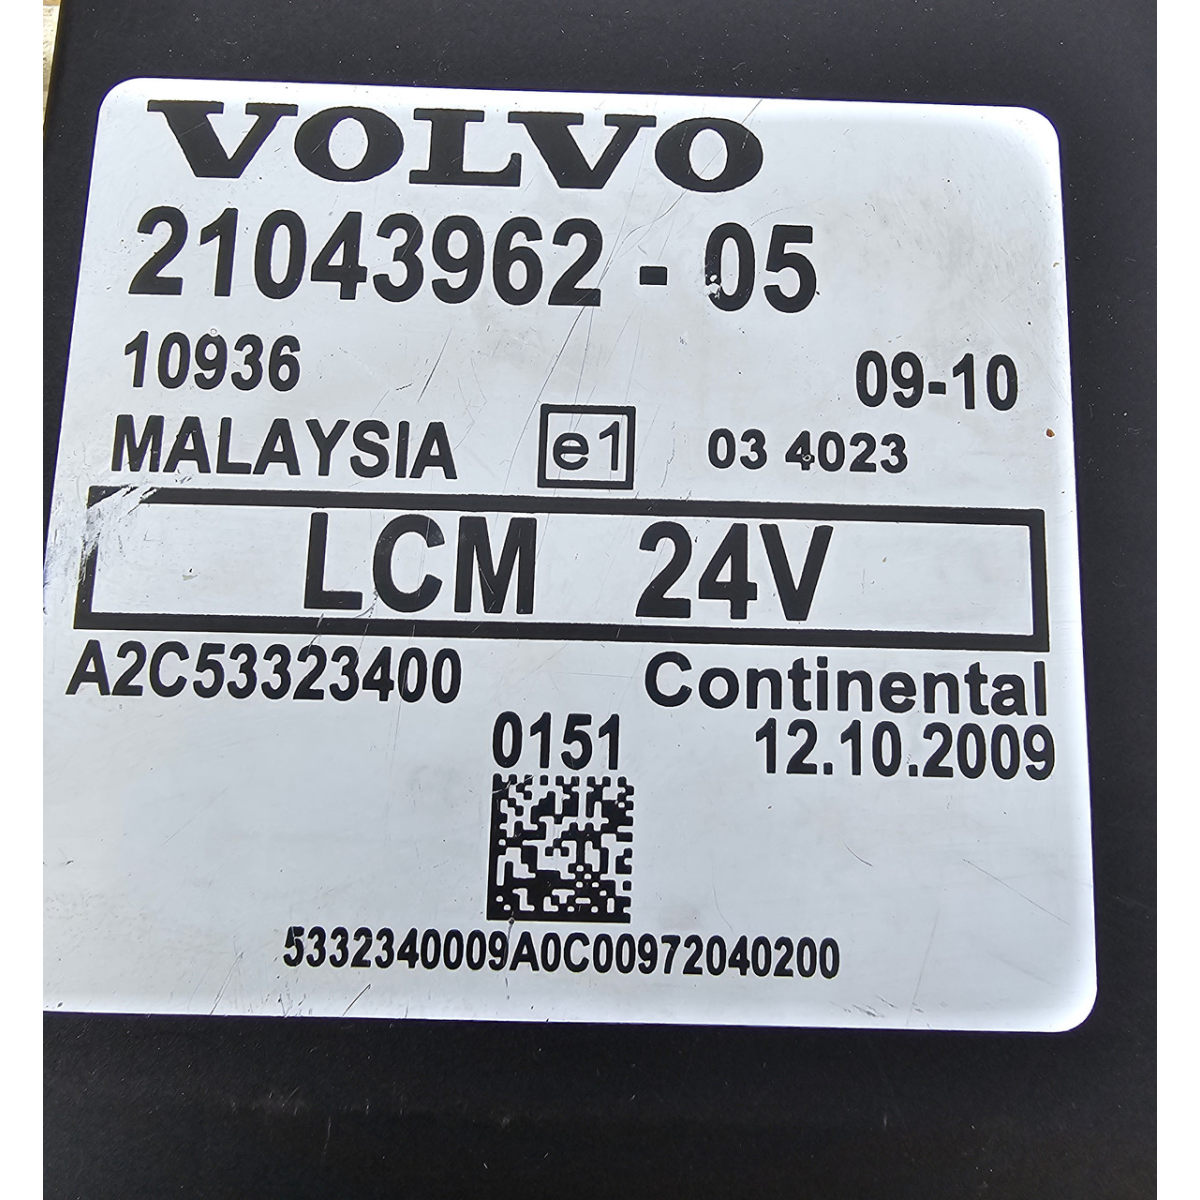 VOLVO
21043962 - 05
10936 09-10
MALAYSIA e1 03 4023
LCM 24V
A2C53323400 Continental
0151 12.10.2009
5332340009A0C00972040200